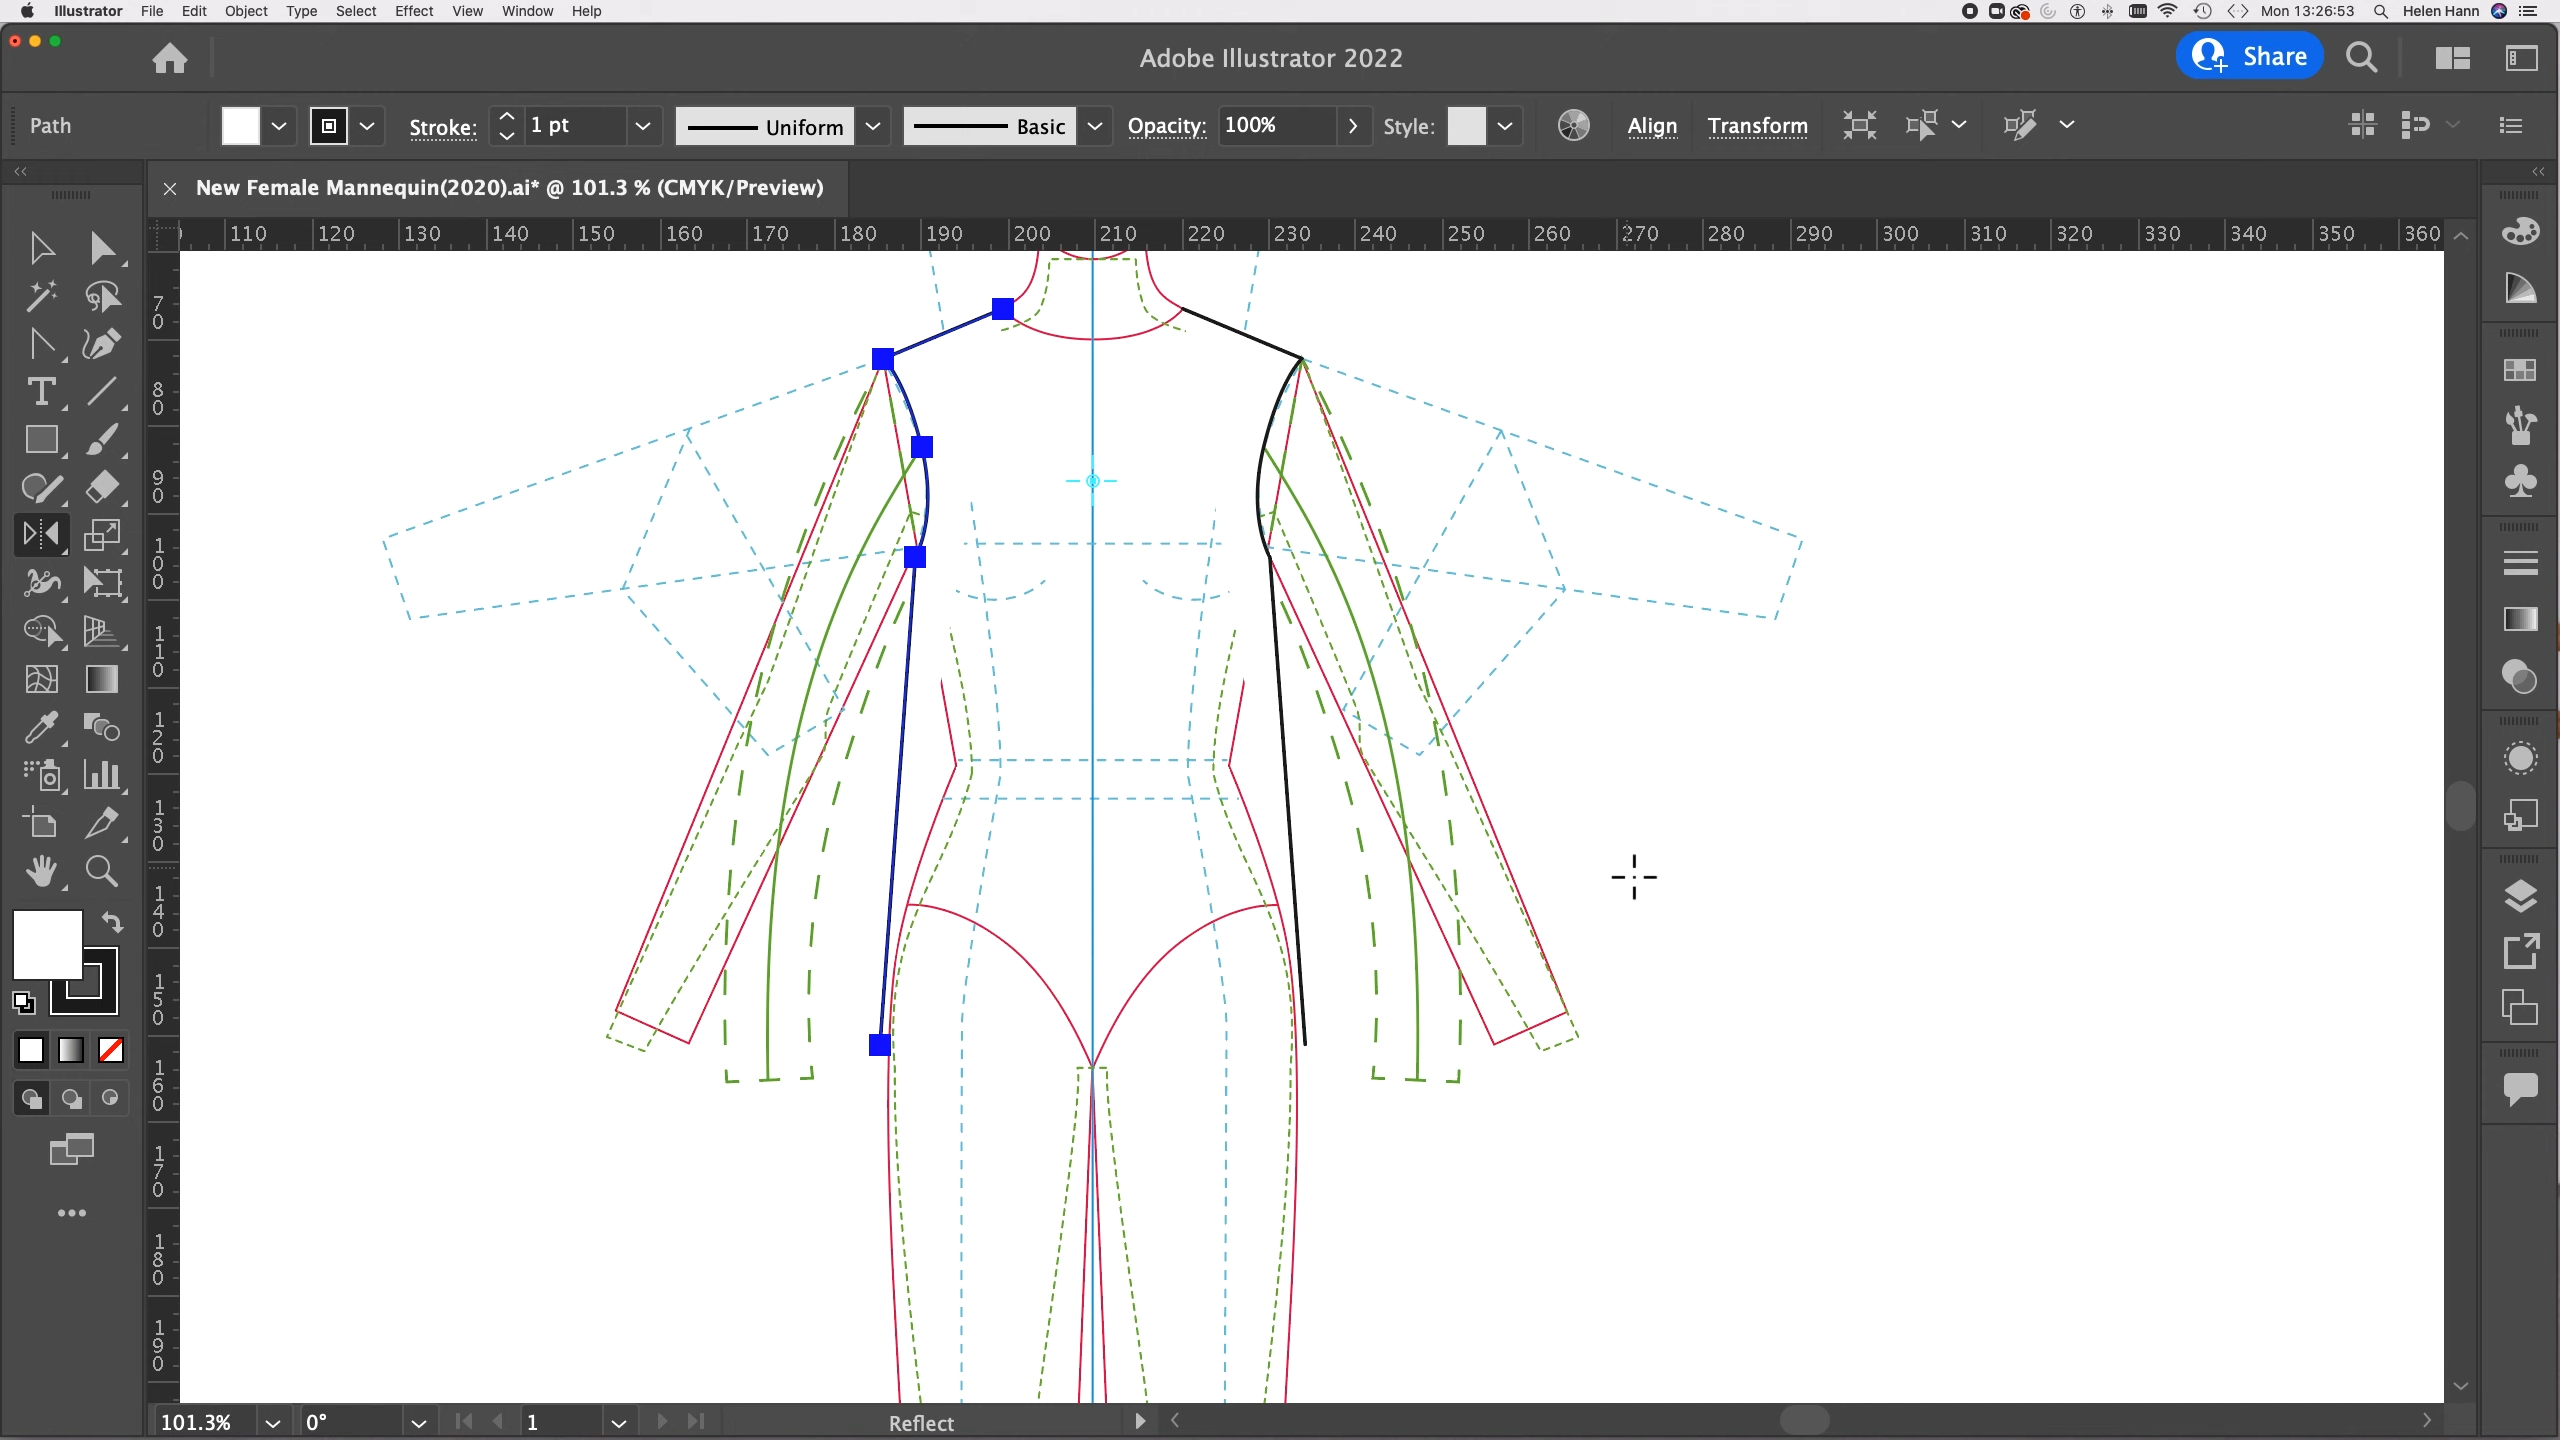 Illustrator File Edit Object Type Select Effect View Window Help Mon 13:26:53 Helen Hann
Adobe Illustrator 2022 Share
Path Stroke: 1 pt Uniform Basic Opacity: 100% Style: Align Transform
New Female Mannequin(2020).ai* @ 101.3 % (CMYK/Preview)
110 120 130 140 150 160 170 180 190 200 210 220 230 240 250 260 270 280 290 300 310 320 330 340 350 360
70
80
90
100
110
120
130
140
150
160
170
180
190
101.3% 0° 1 Reflect